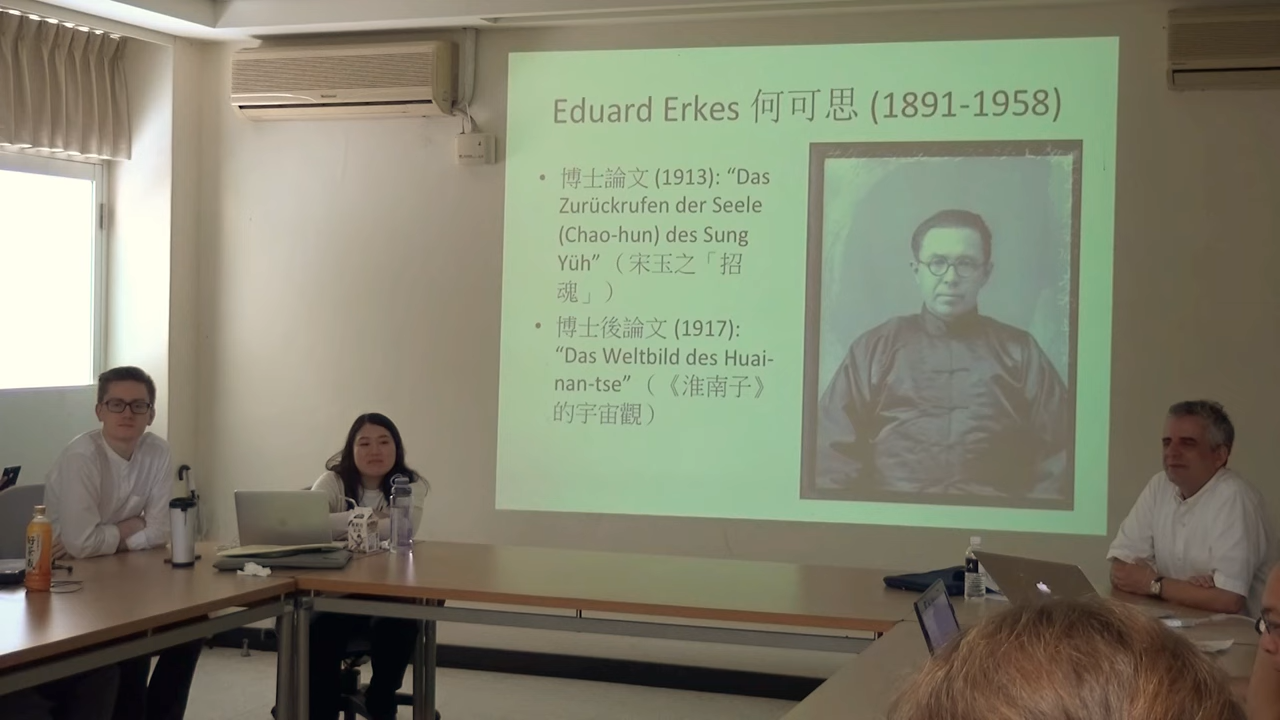 Eduard Erkes 何可思 (1891-1958)
• 博士論文 (1913): “Das
Zurückrufen der Seele
(Chao-hun) des Sung
Yüh” （宋玉之「招
魂」）
• 博士後論文 (1917):
“Das Weltbild des Huai-
nan-tse” （《淮南子》
的宇宙觀）